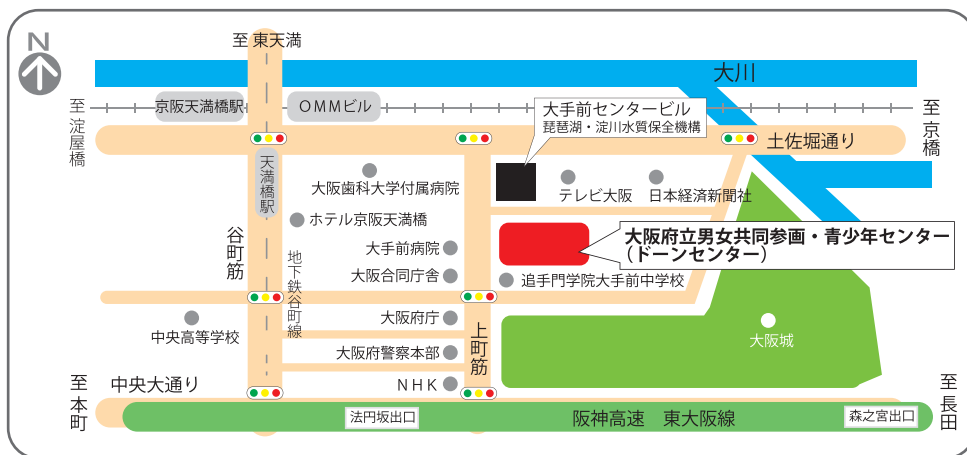 N
至 東天満
大川
至
淀屋橋
京阪天満橋駅
OMMビル
大手前センタービル
琵琶湖・淀川水質保全機構
至
京橋
土佐堀通り
天満橋駅
大阪歯科大学付属病院
テレビ大阪
日本経済新聞社
ホテル京阪天満橋
谷町筋
地下鉄谷町線
大手前病院
大阪府立男女共同参画・青少年センター
(ドーンセンター)
大阪合同庁舎
追手門学院大手前中学校
中央高等学校
大阪府庁
上町筋
大阪城
大阪府警察本部
NHK
至
本町
中央大通り
至
長田
法円坂出口
阪神高速 東大阪線
森之宮出口